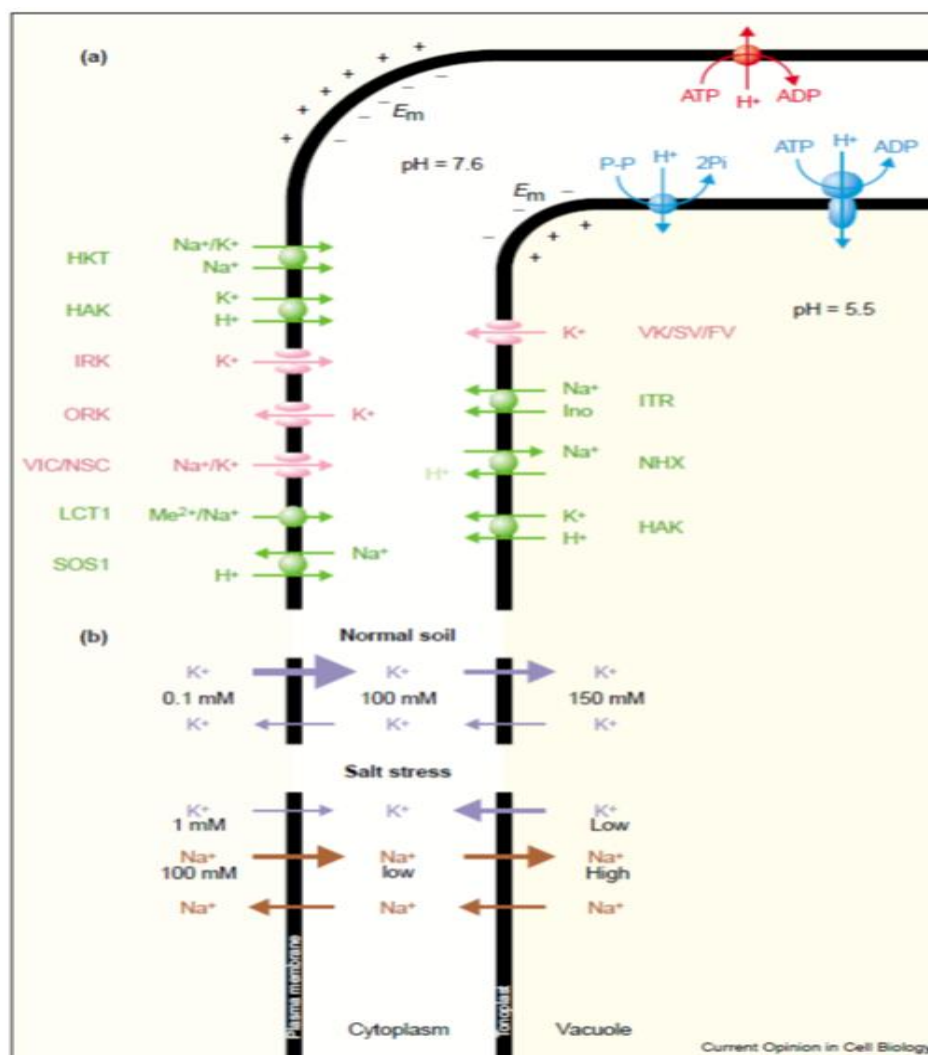 (a)
+ + + + + + +
− − − − − −
Em
ATP H⁺ ADP
pH = 7.6
P-P H⁺ 2Pi
ATP H⁺ ADP
Em
− − −
+ + + +
pH = 5.5
HKT Na⁺/K⁺
Na⁺
HAK K⁺
H⁺
IRK K⁺
ORK K⁺
VIC/NSC Na⁺/K⁺
LCT1 Me²⁺/Na⁺
SOS1 Na⁺
H⁺
K⁺ VK/SV/FV
Na⁺
Ino ITR
Na⁺
H⁺ NHX
K⁺
H⁺ HAK
(b)
Normal soil
K⁺ K⁺ K⁺
0.1 mM 100 mM 150 mM
K⁺ K⁺ K⁺
Salt stress
K⁺ K⁺ K⁺
1 mM Low
Na⁺ Na⁺ Na⁺
100 mM low High
Na⁺ Na⁺ Na⁺
Plasma membrane
Cytoplasm
Tonoplast
Vacuole
Current Opinion in Cell Biology